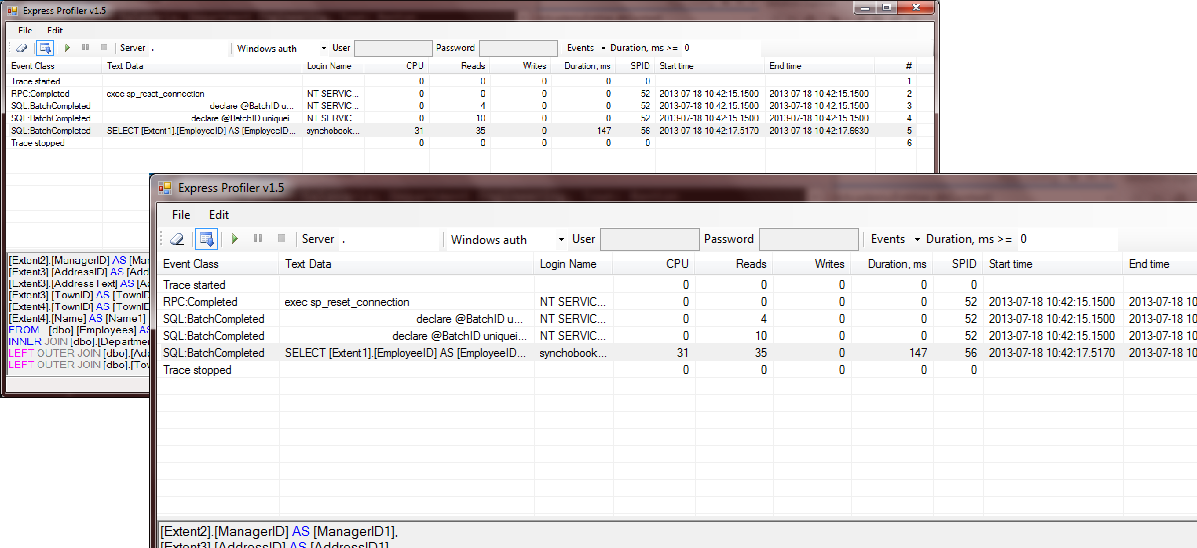 Express Profiler v1.5
File Edit
Server . Windows auth User Password Events Duration, ms >= 0
Event Class Text Data Login Name CPU Reads Writes Duration, ms SPID Start time End time #
Trace started 0 0 0 0 0 1
RPC:Completed exec sp_reset_connection NT SERVIC... 0 0 0 0 52 2013-07-18 10:42:15.1500 2013-07-18 10:42:15.1500 2
SQL:BatchCompleted declare @BatchID u... NT SERVIC... 0 4 0 0 52 2013-07-18 10:42:15.1500 2013-07-18 10:42:15.1500 3
SQL:BatchCompleted declare @BatchID uniquei... NT SERVIC... 0 10 0 0 52 2013-07-18 10:42:15.1500 2013-07-18 10:42:15.1500 4
SQL:BatchCompleted SELECT [Extent1].[EmployeeID] AS [EmployeeID... synchobook... 31 35 0 147 56 2013-07-18 10:42:17.5170 2013-07-18 10:42:17.6630 5
Trace stopped 0 0 0 0 0 6
[Extent2].[ManagerID] AS [Man
[Extent3].[AddressID] AS [Add
[Extent3].[AddressText] AS [Ad
[Extent3].[TownID] AS [TownID
[Extent4].[TownID] AS [TownID
[Extent4].[Name] AS [Name1]
FROM [dbo].[Employees] AS
INNER JOIN [dbo].[Departme
LEFT OUTER JOIN [dbo].[Add
LEFT OUTER JOIN [dbo].[Tow
Express Profiler v1.5
File Edit
Server . Windows auth User Password Events Duration, ms >= 0
Event Class Text Data Login Name CPU Reads Writes Duration, ms SPID Start time End time
Trace started 0 0 0 0 0
RPC:Completed exec sp_reset_connection NT SERVIC... 0 0 0 0 52 2013-07-18 10:42:15.1500 2013-07-18 10
SQL:BatchCompleted declare @BatchID u... NT SERVIC... 0 4 0 0 52 2013-07-18 10:42:15.1500 2013-07-18 10
SQL:BatchCompleted declare @BatchID uniquei... NT SERVIC... 0 10 0 0 52 2013-07-18 10:42:15.1500 2013-07-18 10
SQL:BatchCompleted SELECT [Extent1].[EmployeeID] AS [EmployeeID... synchobook... 31 35 0 147 56 2013-07-18 10:42:17.5170 2013-07-18 10
Trace stopped 0 0 0 0 0
[Extent2].[ManagerID] AS [ManagerID1],
[Extent3].[AddressID] AS [AddressID1